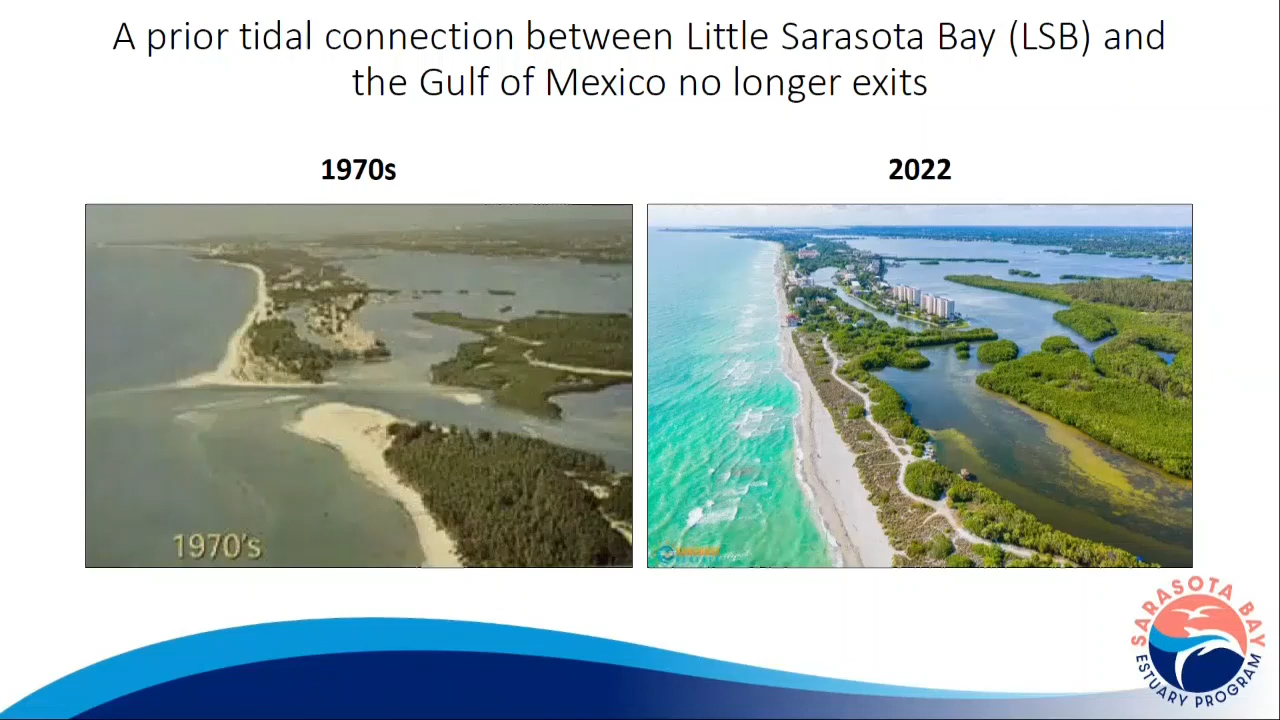 A prior tidal connection between Little Sarasota Bay (LSB) and
the Gulf of Mexico no longer exits
1970s
2022
1970's
SARASOTA BAY
ESTUARY PROGRAM